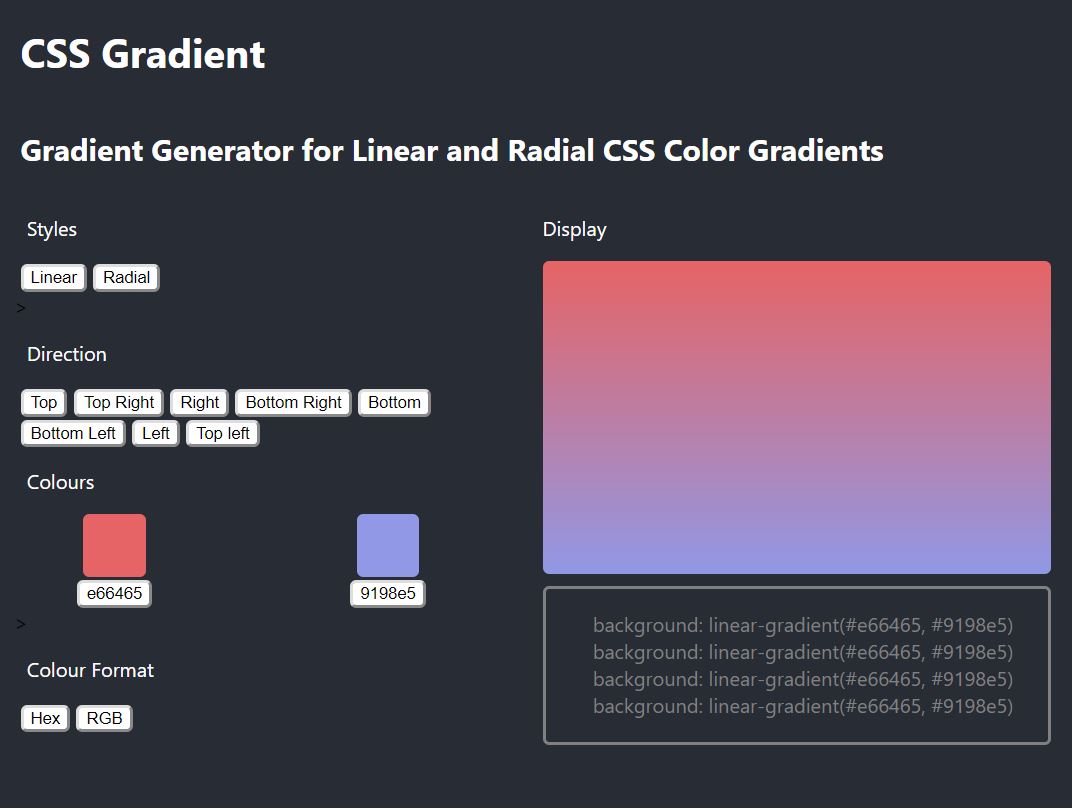 CSS Gradient
Gradient Generator for Linear and Radial CSS Color Gradients
Styles
Linear Radial
>
Direction
Top Top Right Right Bottom Right Bottom
Bottom Left Left Top left
Colours
e66465 9198e5
>
Colour Format
Hex RGB
Display
background: linear-gradient(#e66465, #9198e5)
background: linear-gradient(#e66465, #9198e5)
background: linear-gradient(#e66465, #9198e5)
background: linear-gradient(#e66465, #9198e5)